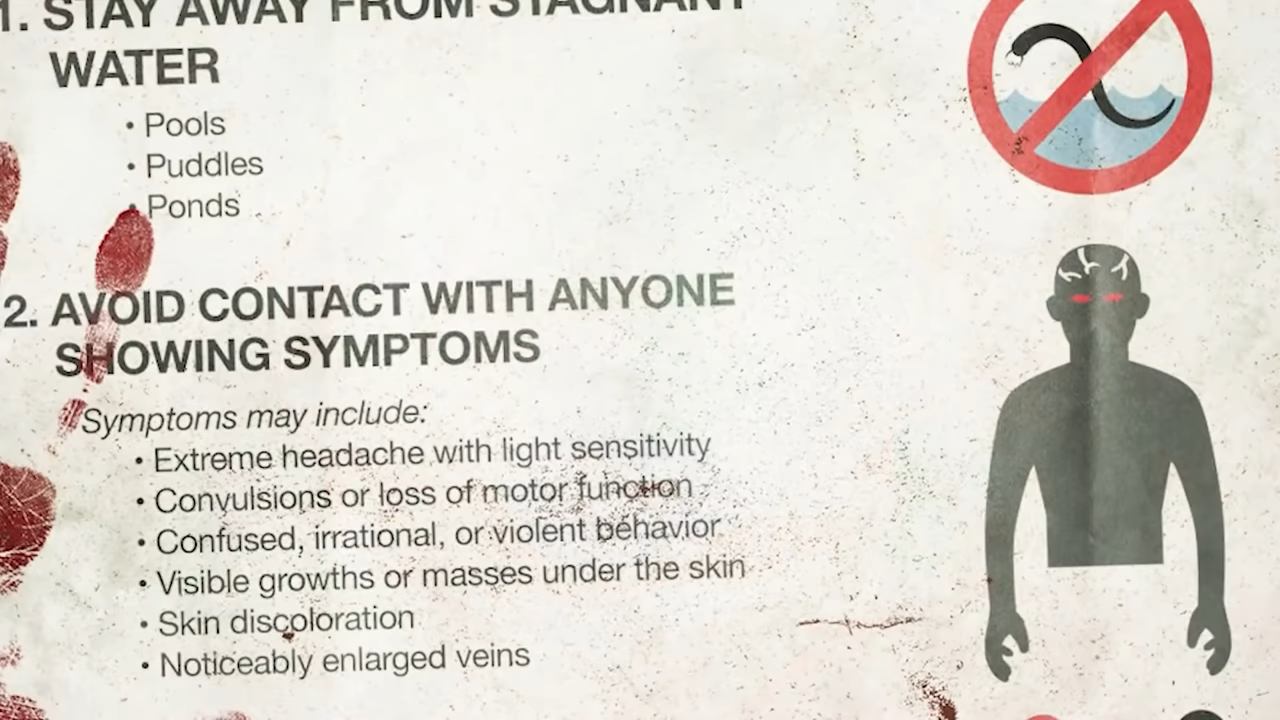 1. STAY AWAY FROM STAGNANT
WATER
• Pools
• Puddles
• Ponds
2. AVOID CONTACT WITH ANYONE
SHOWING SYMPTOMS
Symptoms may include:
• Extreme headache with light sensitivity
• Convulsions or loss of motor function
• Confused, irrational, or violent behavior
• Visible growths or masses under the skin
• Skin discoloration
• Noticeably enlarged veins